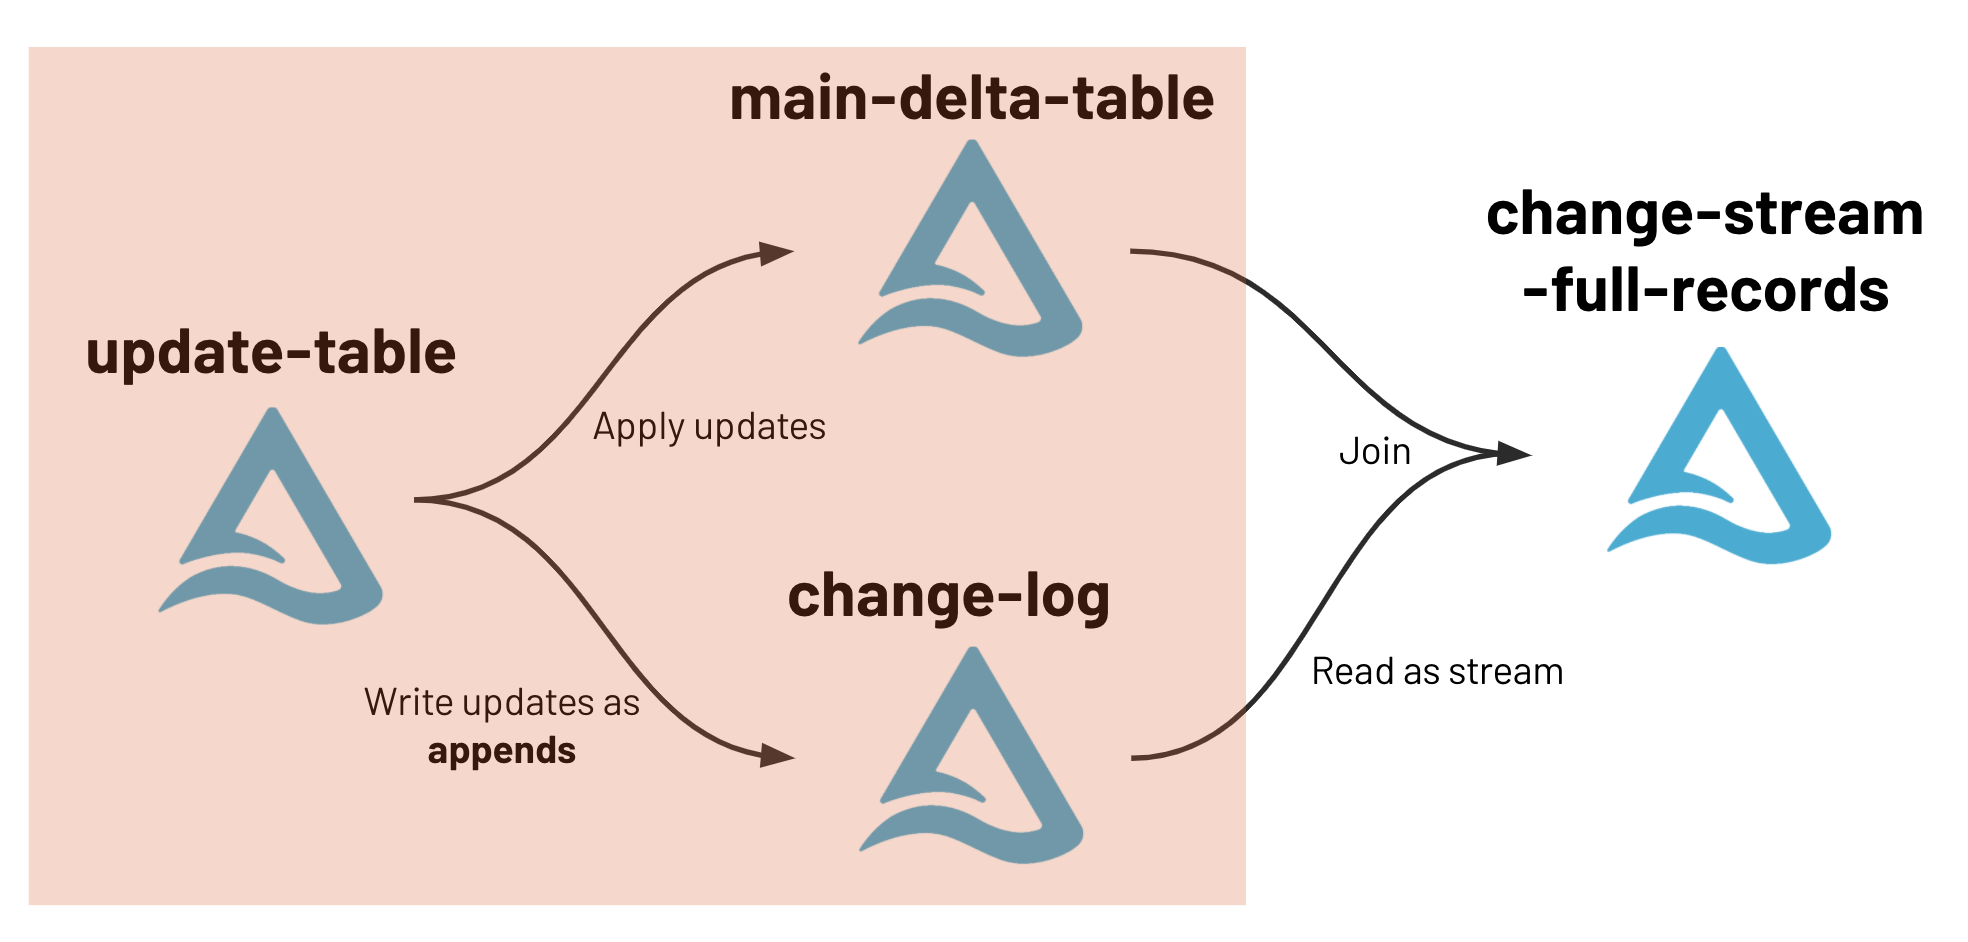 main-delta-table
change-stream
-full-records
update-table
Apply updates
Join
change-log
Read as stream
Write updates as
appends